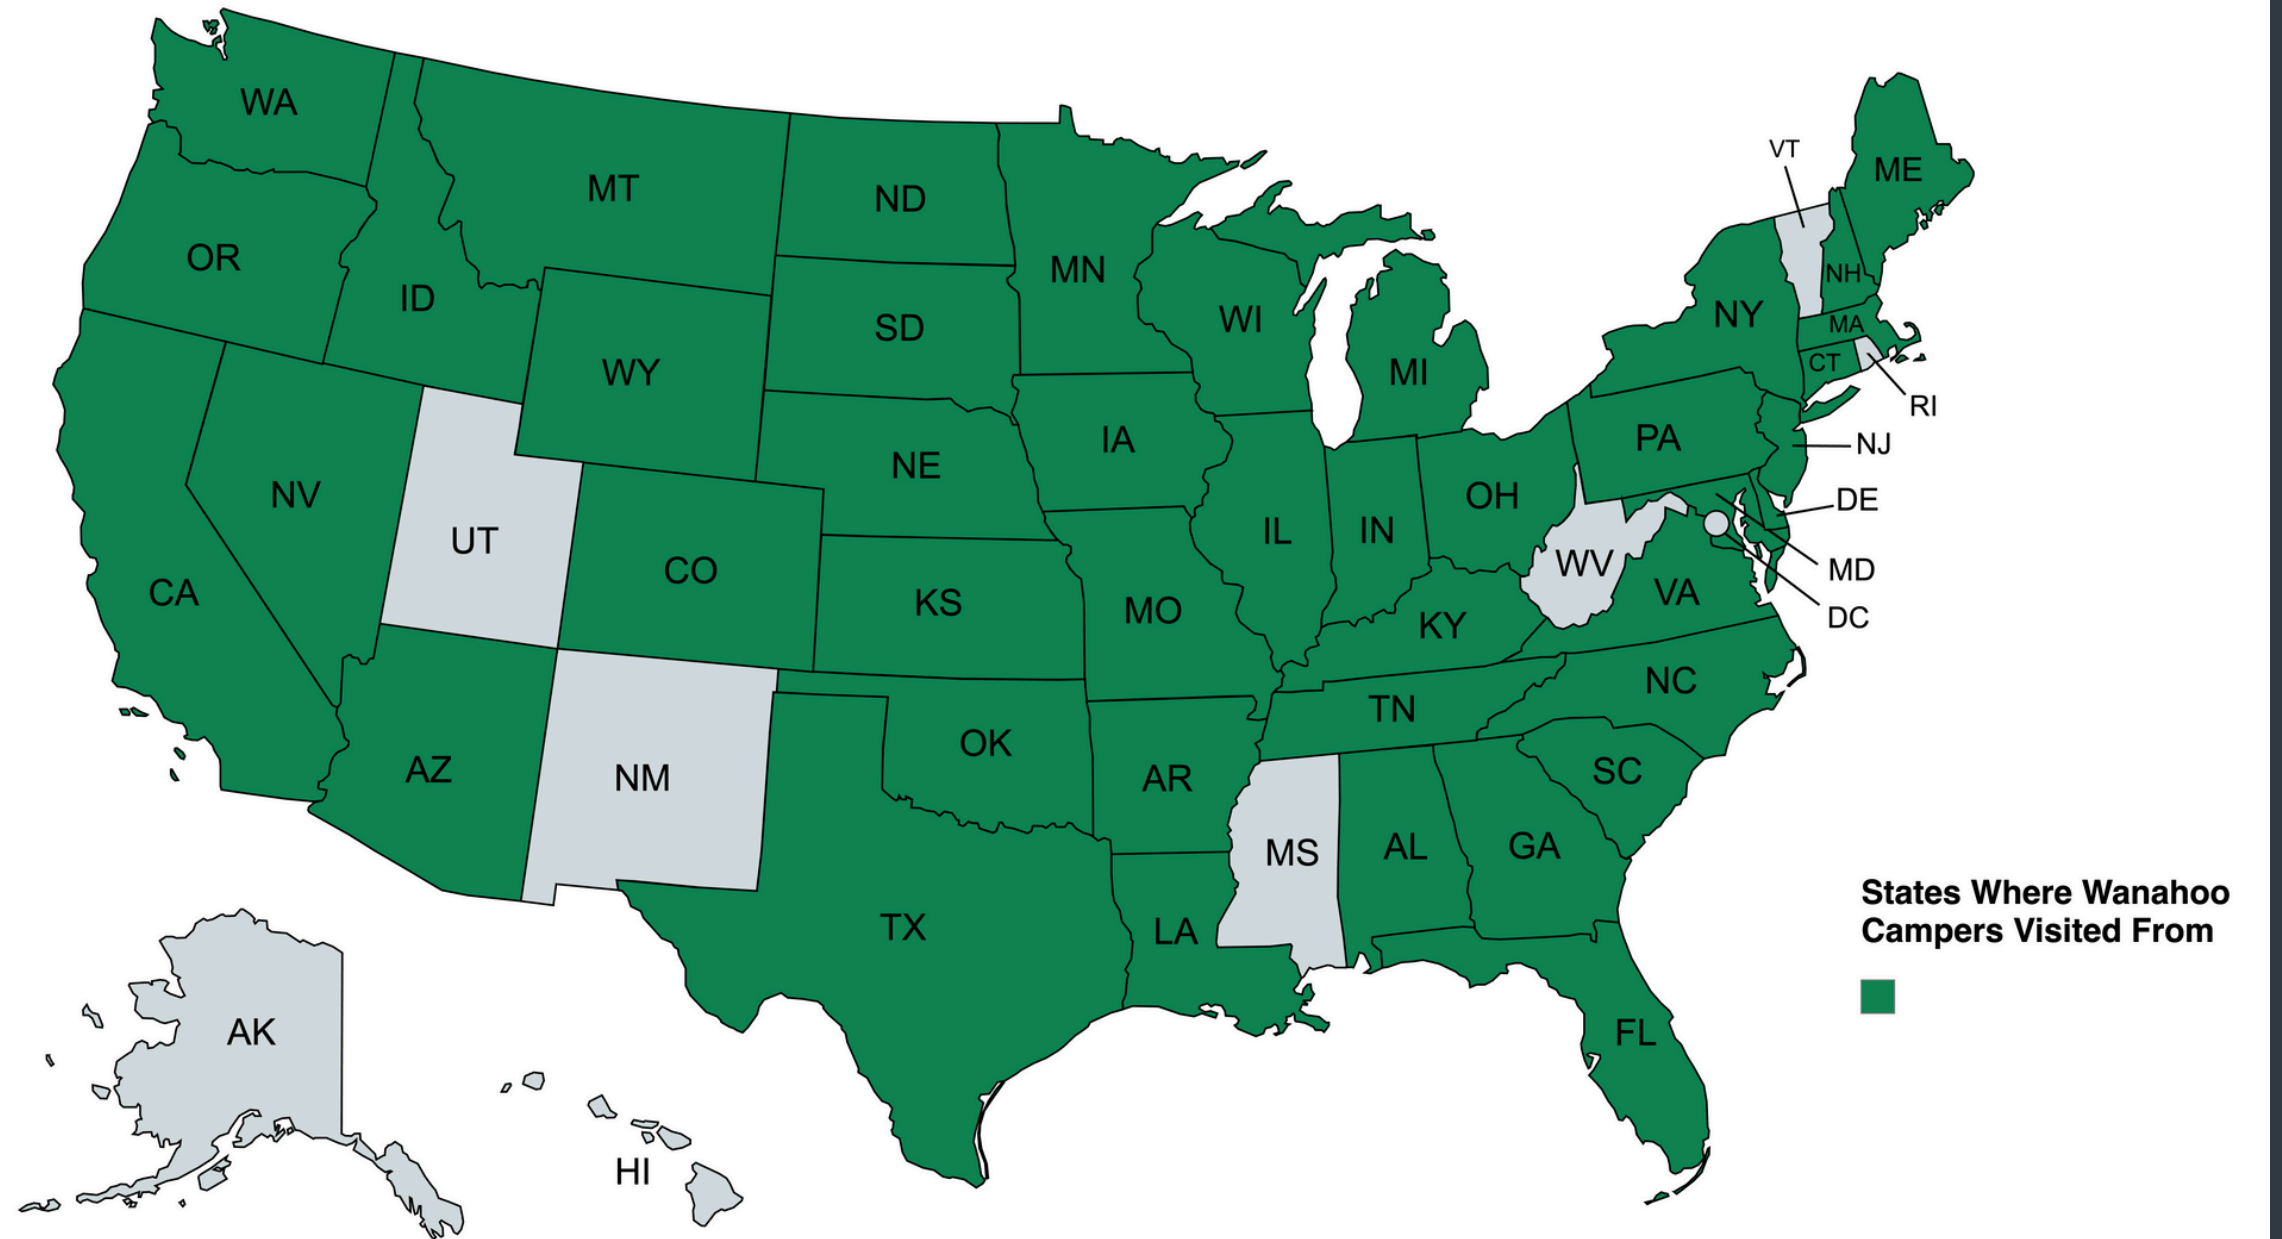 WA
MT
ND
VT
ME
OR
ID
MN
NH
SD
WI
NY
MA
WY
MI
CT
RI
IA
PA
NJ
NE
NV
OH
DE
UT
IL
IN
CO
WV
MD
CA
KS
MO
VA
DC
KY
NC
TN
OK
AZ
NM
AR
SC
MS
AL
GA
TX
LA
States Where Wanahoo
Campers Visited From
AK
FL
HI